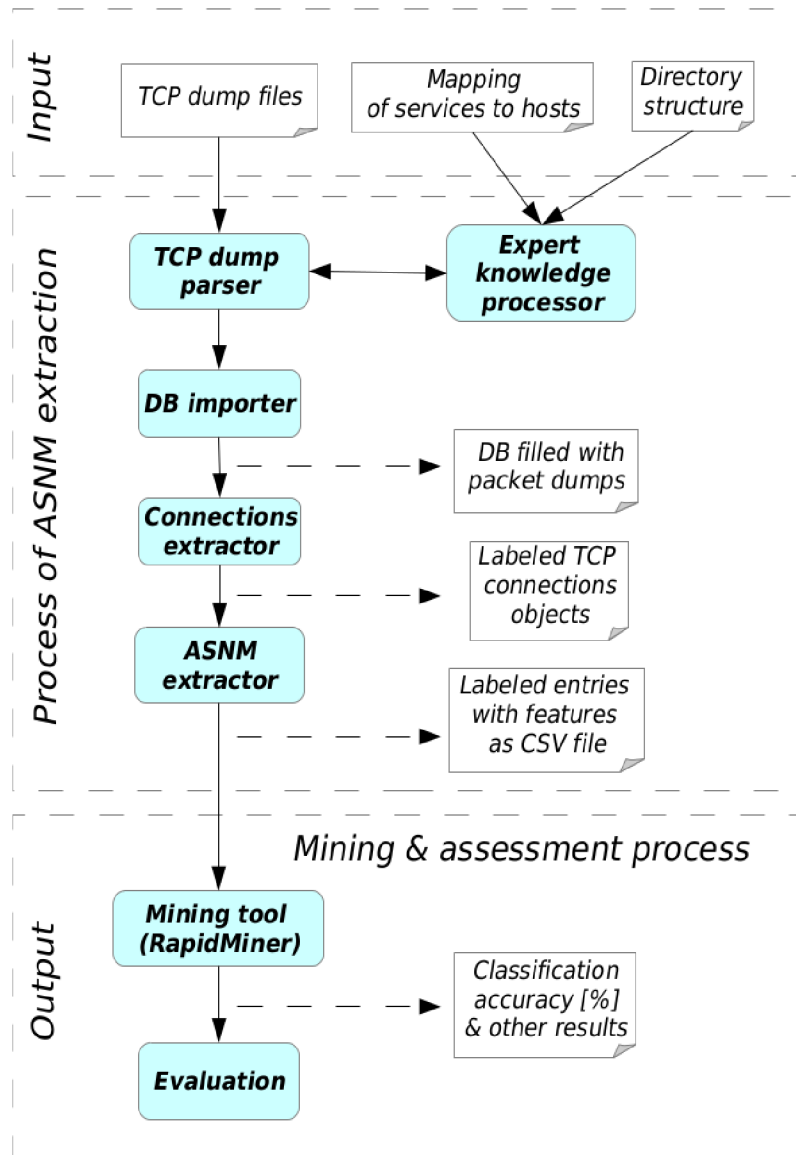 Input
TCP dump files
Mapping
of services to hosts
Directory
structure
Process of ASNM extraction
TCP dump
parser
Expert
knowledge
processor
DB importer
DB filled with
packet dumps
Connections
extractor
Labeled TCP
connections
objects
ASNM
extractor
Labeled entries
with features
as CSV file
Output
Mining & assessment process
Mining tool
(RapidMiner)
Classification
accuracy [%]
& other results
Evaluation